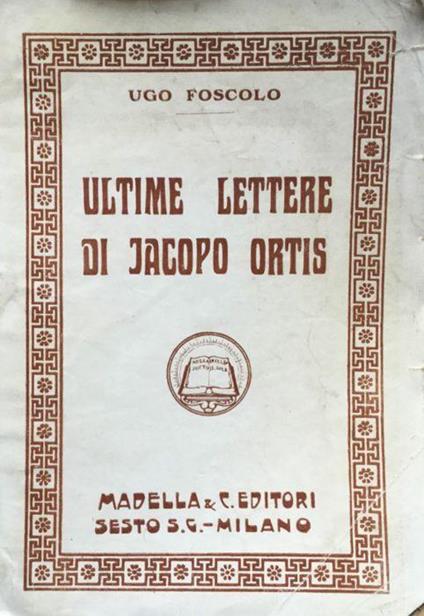 UGO FOSCOLO
ULTIME LETTERE
DI JACOPO ORTIS
MADELLA & C. EDITORI
SESTO S. G. - MILANO